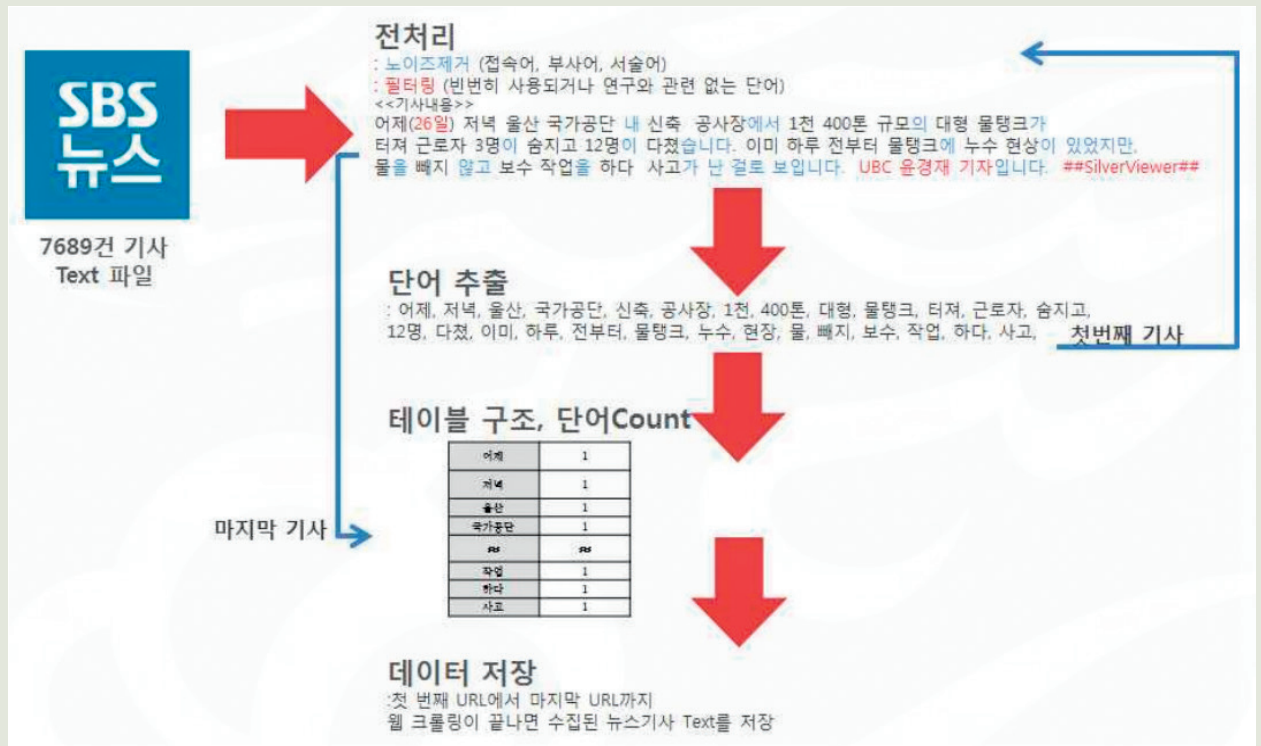 SBS
뉴스
7689건 기사
Text 파일
전처리
: 노이즈제거 (접속어, 부사어, 서술어)
: 필터링 (빈번히 사용되거나 연구와 관련 없는 단어)
<<기사내용>>
어제(26일) 저녁 울산 국가공단 내 신축 공사장에서 1천 400톤 규모의 대형 물탱크가
터져 근로자 3명이 숨지고 12명이 다쳤습니다. 이미 하루 전부터 물탱크에 누수 현상이 있었지만,
물을 빼지 않고 보수 작업을 하다 사고가 난 걸로 보입니다. UBC 윤경재 기자입니다. ##SilverViewer##
단어 추출
: 어제, 저녁, 울산, 국가공단, 신축, 공사장, 1천, 400톤, 대형, 물탱크, 터져, 근로자, 숨지고,
12명, 다쳤, 이미, 하루, 전부터, 물탱크, 누수, 현장, 물, 빼지, 보수, 작업, 하다, 사고,
첫번째 기사
테이블 구조, 단어Count
어제 1
저녁 1
울산 1
국가공단 1
≈ ≈
작업 1
하다 1
사고 1
마지막 기사
데이터 저장
:첫 번째 URL에서 마지막 URL까지
웹 크롤링이 끝나면 수집된 뉴스기사 Text를 저장